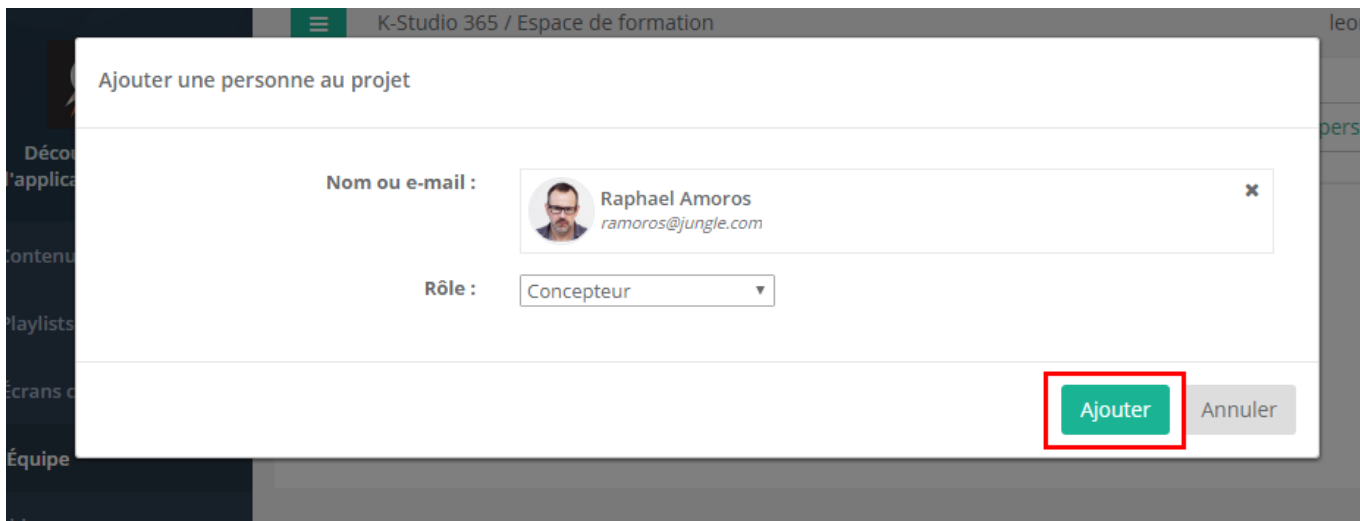 K-Studio 365 / Espace de formation
Ajouter une personne au projet
Nom ou e-mail :
Raphael Amoros
ramoros@jungle.com
Rôle :
Concepteur
Ajouter
Annuler
Playlists
Équipe